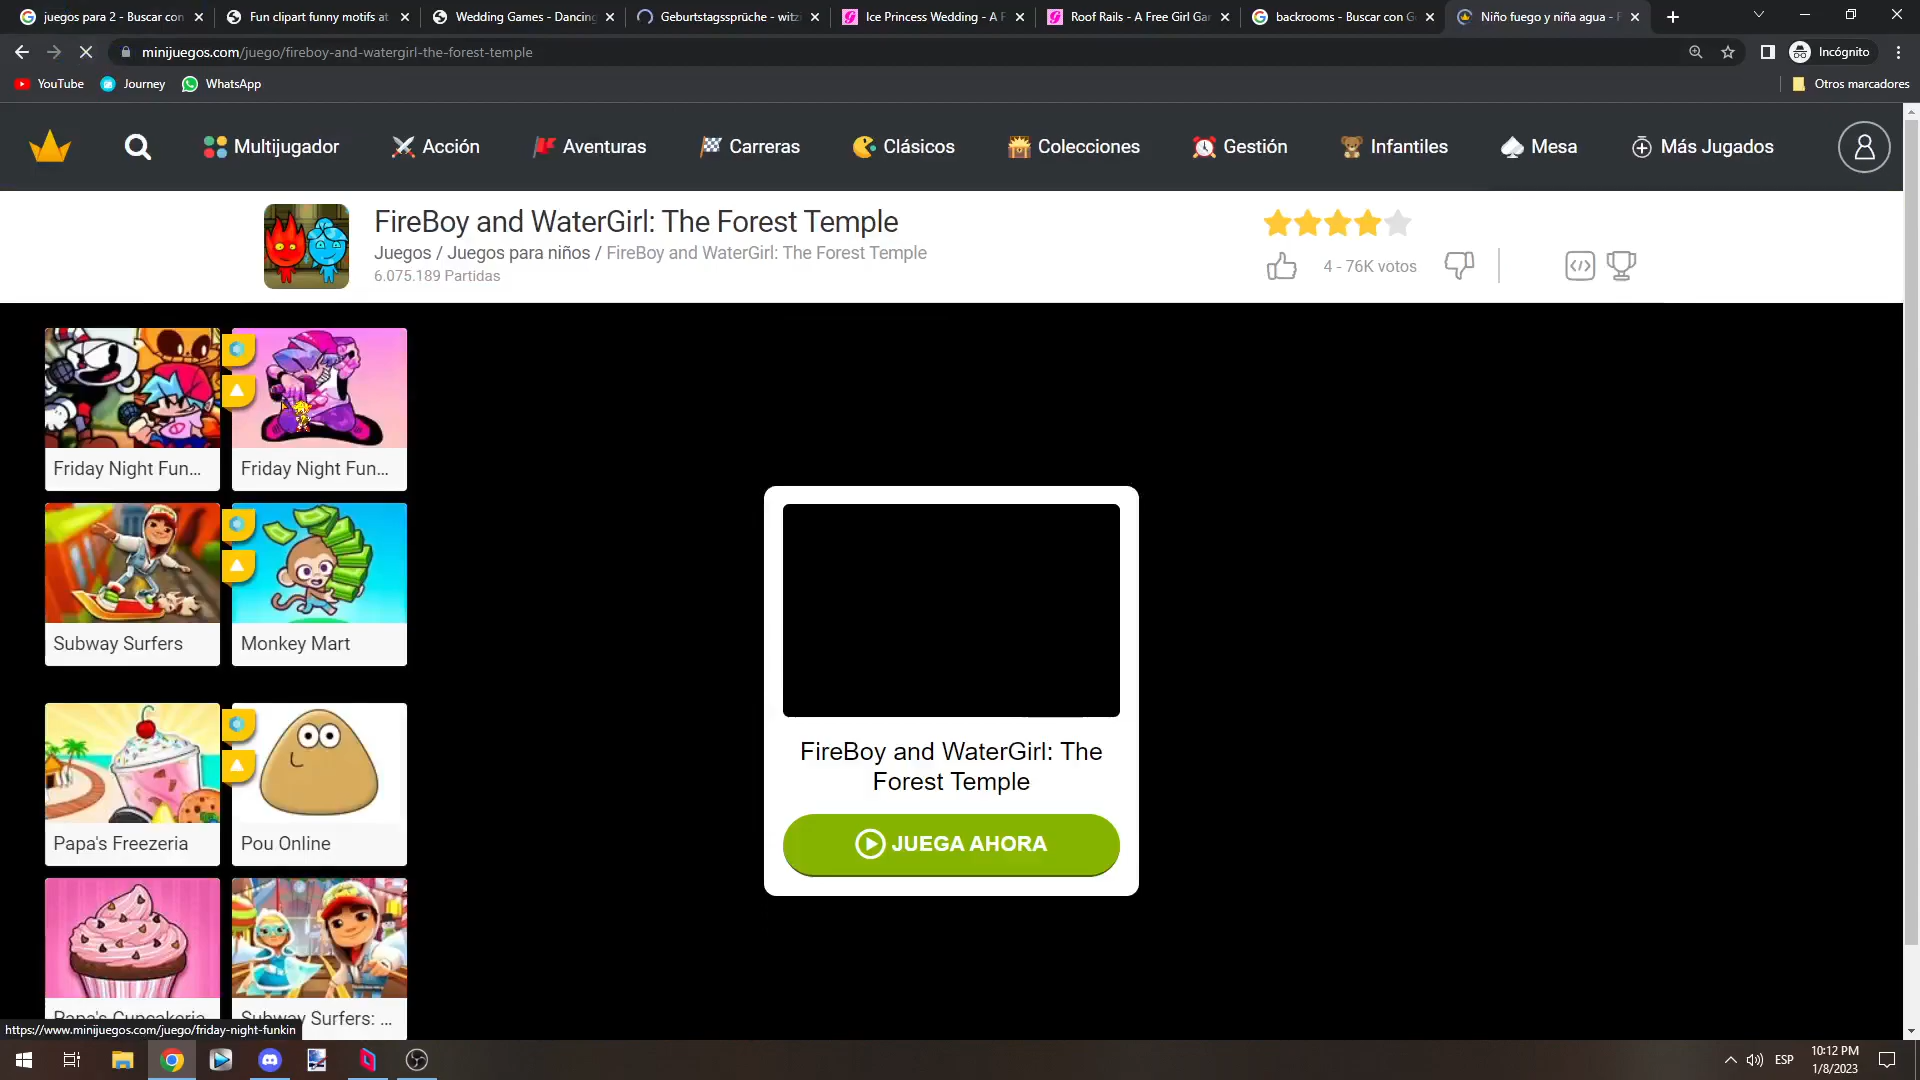 juegos para 2 - Buscar con
Fun clipart funny motifs at
Wedding Games - Dancing
Geburtstagssprüche - witzi
Ice Princess Wedding - A F
Roof Rails - A Free Girl Gar
backrooms - Buscar con G
Niño fuego y niña agua - F
minijuegos.com/juego/fireboy-and-watergirl-the-forest-temple
Incógnito
YouTube
Journey
WhatsApp
Otros marcadores
Multijugador
Acción
Aventuras
Carreras
Clásicos
Colecciones
Gestión
Infantiles
Mesa
Más Jugados
FireBoy and WaterGirl: The Forest Temple
Juegos / Juegos para niños / FireBoy and WaterGirl: The Forest Temple
6.075.189 Partidas
4 - 76K votos
Friday Night Fun...
Friday Night Fun...
Subway Surfers
Monkey Mart
FireBoy and WaterGirl: The
Forest Temple
JUEGA AHORA
Papa's Freezeria
Pou Online
Papa's Cupcakeria
Subway Surfers: ...
https://www.minijuegos.com/juego/friday-night-funkin
ESP
10:12 PM
1/8/2023